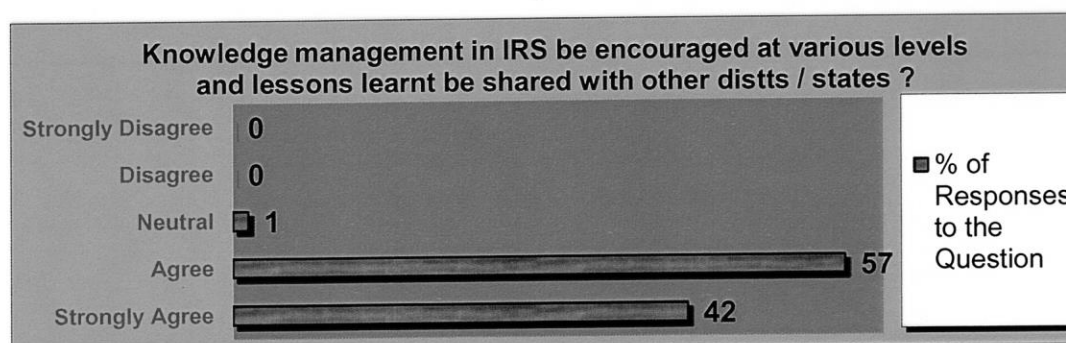 Knowledge management in IRS be encouraged at various levels
and lessons learnt be shared with other distts / states ?
Strongly Disagree 0
Disagree 0
Neutral 1
Agree 57
Strongly Agree 42
% of
Responses
to the
Question